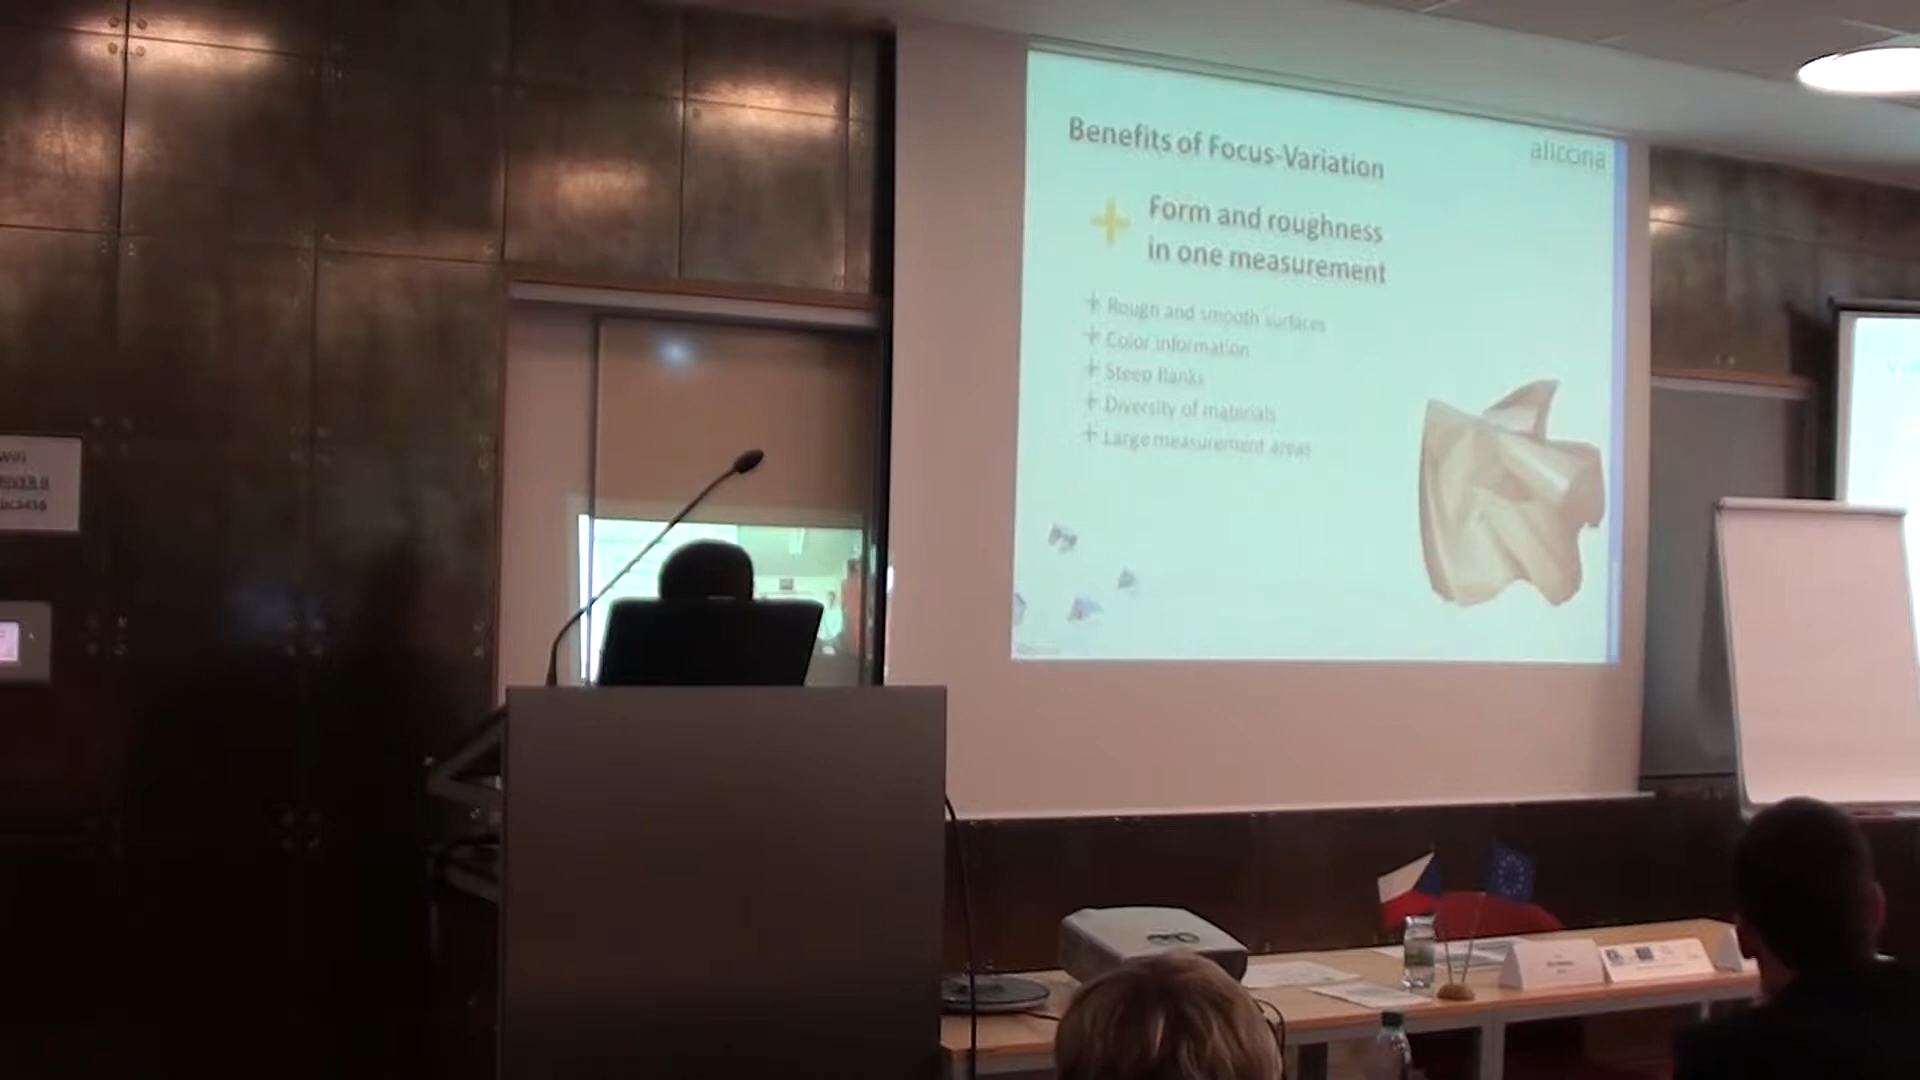 Benefits of Focus-Variation
alicona
+ Form and roughness
in one measurement
+ Rough and smooth surfaces
+ Color information
+ Steep flanks
+ Diversity of materials
+ Large measurement areas
WiFi